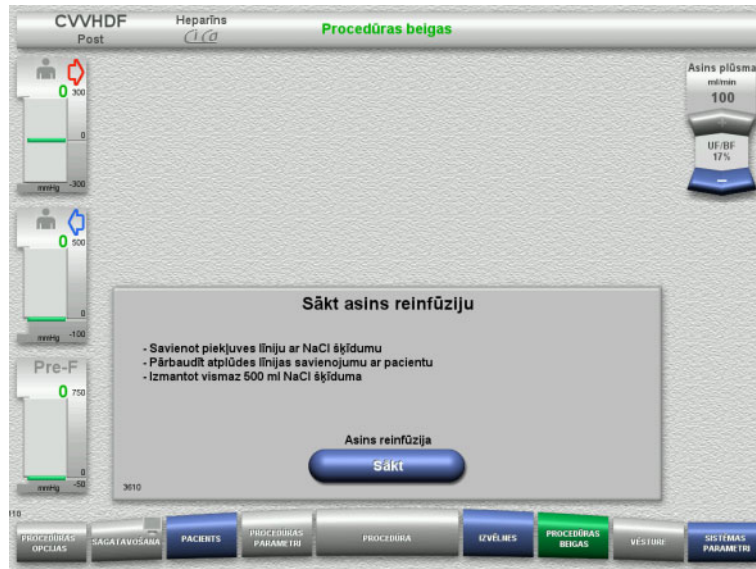 CVVHDF
Post
Heparīns
CiCa
Procedūras beigas
0
300
0
-300
mmHg
0
500
-100
mmHg
Pre-F
0
750
0
-50
mmHg
Asins plūsma
ml/min
100
+
UF/BF
17%
-
Sākt asins reinfūziju
- Savienot piekļuves līniju ar NaCl šķīdumu
- Pārbaudīt atplūdes līnijas savienojumu ar pacientu
- Izmantot vismaz 500 ml NaCl šķīduma
Asins reinfūzija
Sākt
3610
10
PROCEDŪRAS OPCIJAS
SAGATAVOŠANA
PACIENTS
PROCEDŪRAS PARAMETRI
PROCEDŪRA
IZVĒLNES
PROCEDŪRAS BEIGAS
VĒSTURE
SISTĒMAS PARAMETRI